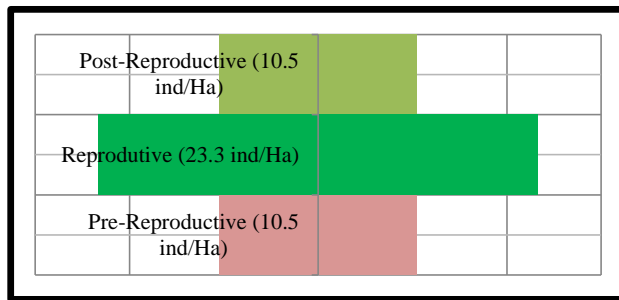 Post-Reproductive (10.5
ind/Ha)
Reprodutive (23.3 ind/Ha)
Pre-Reproductive (10.5
ind/Ha)